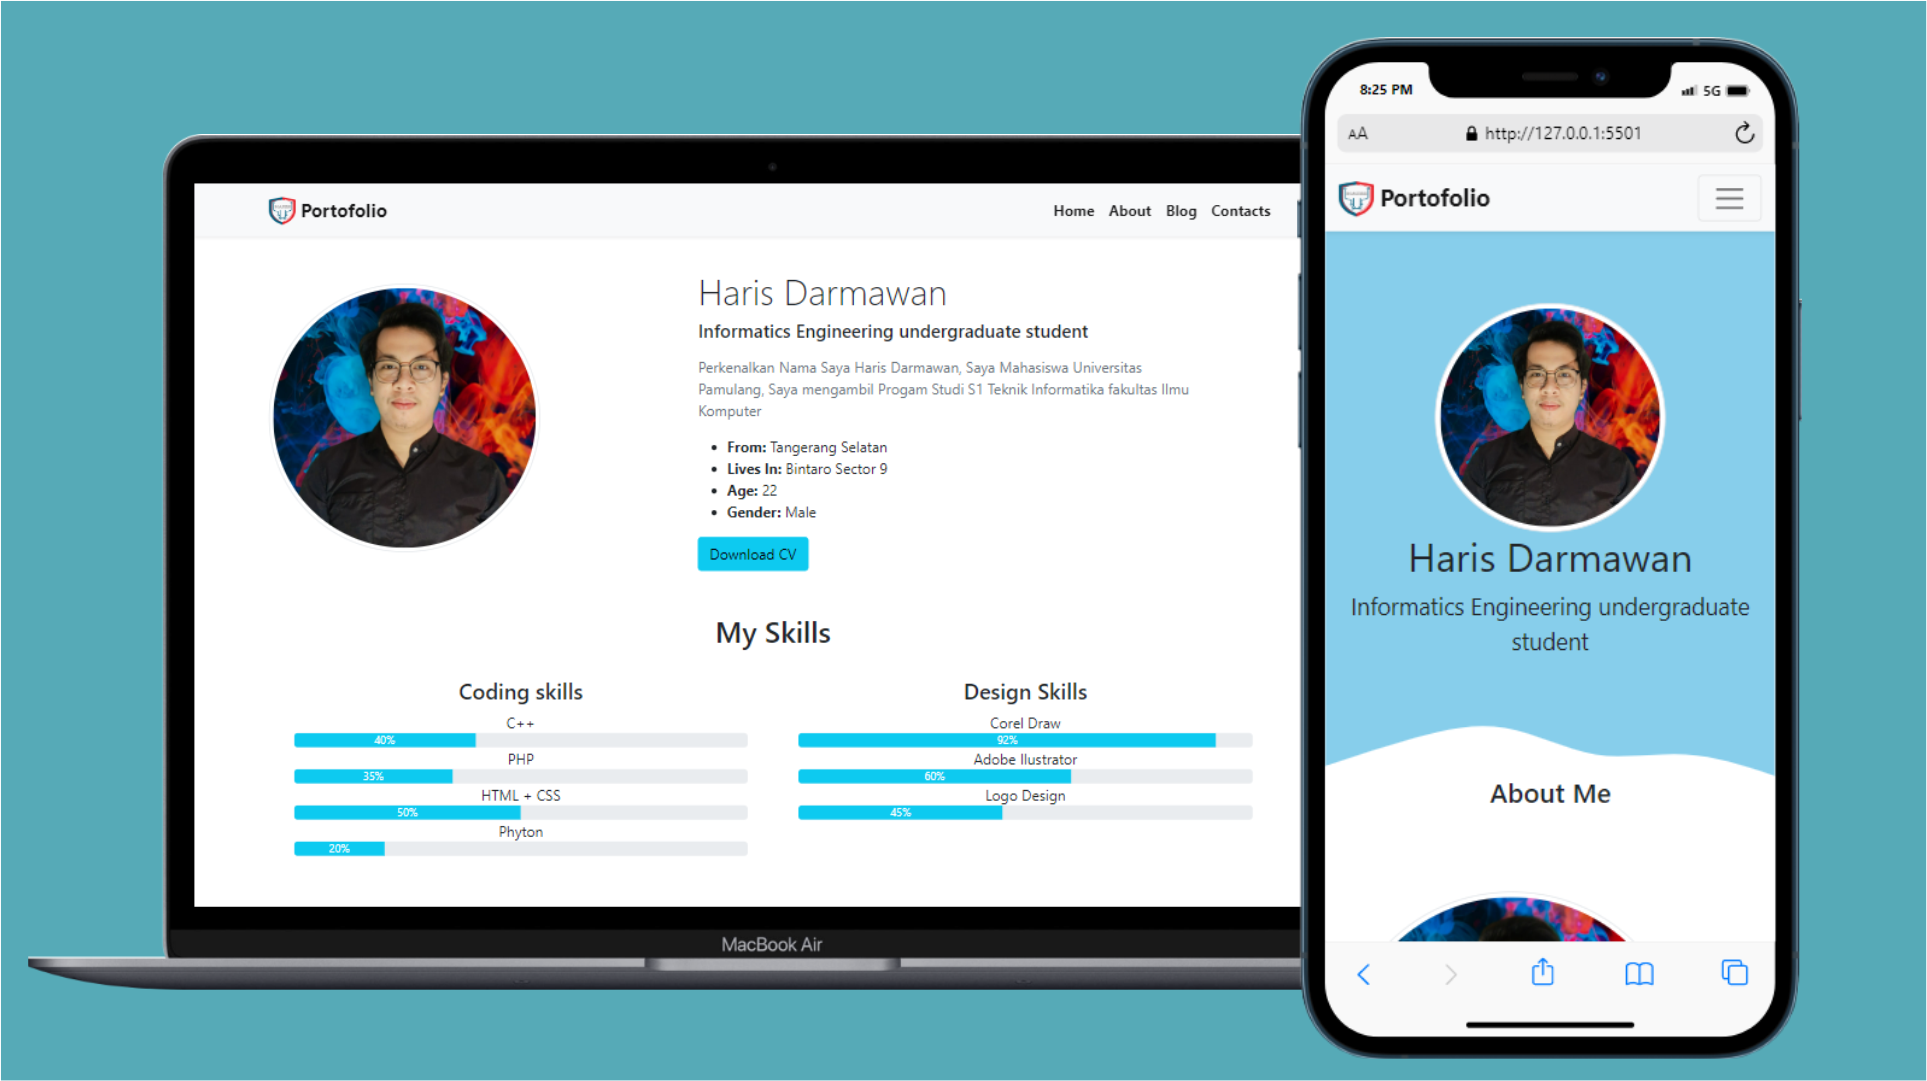 Portofolio
Home About Blog Contacts
Haris Darmawan
Informatics Engineering undergraduate student
Perkenalkan Nama Saya Haris Darmawan, Saya Mahasiswa Universitas
Pamulang, Saya mengambil Progam Studi S1 Teknik Informatika fakultas Ilmu
Komputer
From: Tangerang Selatan
Lives In: Bintaro Sector 9
Age: 22
Gender: Male
Download CV
My Skills
Coding skills
C++
40%
PHP
35%
HTML + CSS
50%
Phyton
20%
Design Skills
Corel Draw
92%
Adobe Ilustrator
60%
Logo Design
45%
MacBook Air
8:25 PM
5G
AA http://127.0.0.1:5501
Portofolio
Haris Darmawan
Informatics Engineering undergraduate
student
About Me